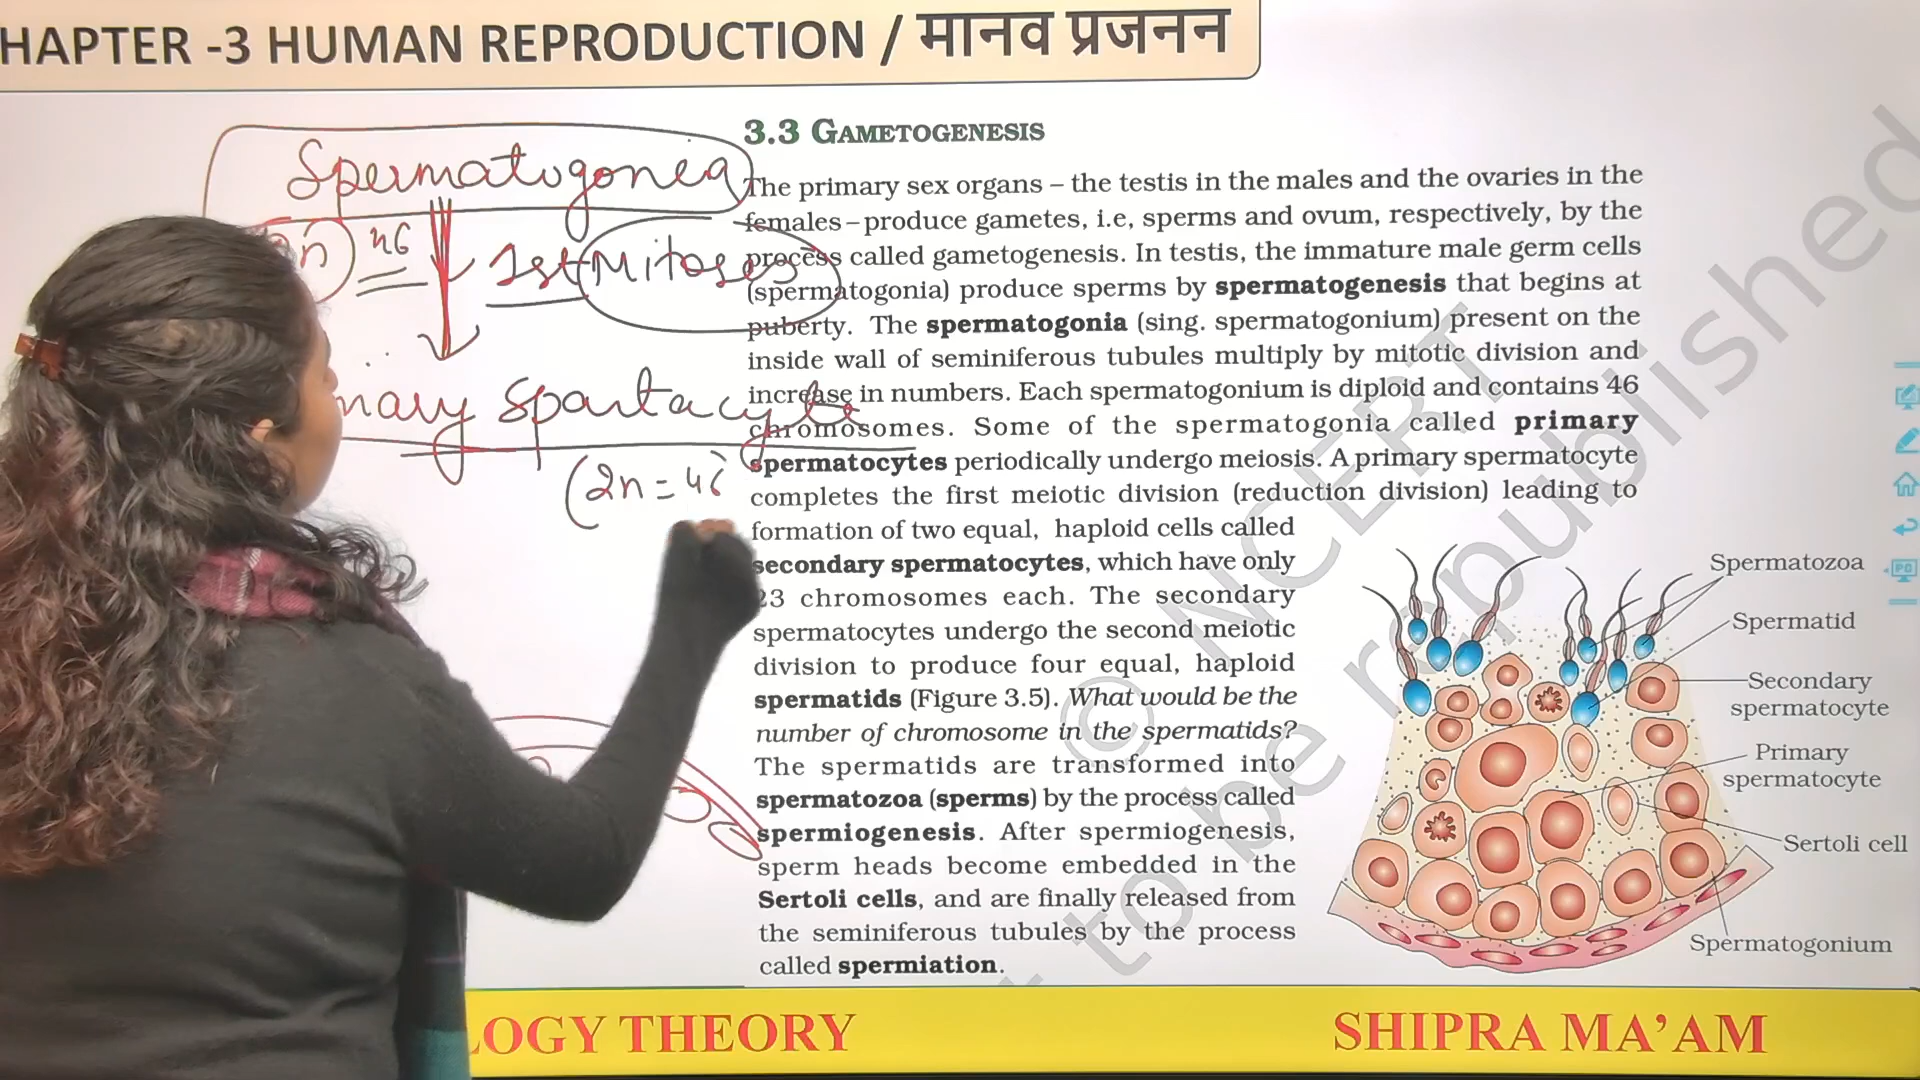 HAPTER -3 HUMAN REPRODUCTION / मानव प्रजनन
Spermatogonea
n) 46
1st Mitoses
mary spartacyte
(2n = 46
3.3 GAMETOGENESIS
The primary sex organs – the testis in the males and the ovaries in the
females – produce gametes, i.e, sperms and ovum, respectively, by the
process called gametogenesis. In testis, the immature male germ cells
(spermatogonia) produce sperms by spermatogenesis that begins at
puberty. The spermatogonia (sing. spermatogonium) present on the
inside wall of seminiferous tubules multiply by mitotic division and
increase in numbers. Each spermatogonium is diploid and contains 46
chromosomes. Some of the spermatogonia called primary
spermatocytes periodically undergo meiosis. A primary spermatocyte
completes the first meiotic division (reduction division) leading to
formation of two equal, haploid cells called
secondary spermatocytes, which have only
23 chromosomes each. The secondary
spermatocytes undergo the second meiotic
division to produce four equal, haploid
spermatids (Figure 3.5). What would be the
number of chromosome in the spermatids?
The spermatids are transformed into
spermatozoa (sperms) by the process called
spermiogenesis. After spermiogenesis,
sperm heads become embedded in the
Sertoli cells, and are finally released from
the seminiferous tubules by the process
called spermiation.
Spermatozoa
Spermatid
Secondary
spermatocyte
Primary
spermatocyte
Sertoli cell
Spermatogonium
© NCERT
t to be republished
LOGY THEORY
SHIPRA MA'AM